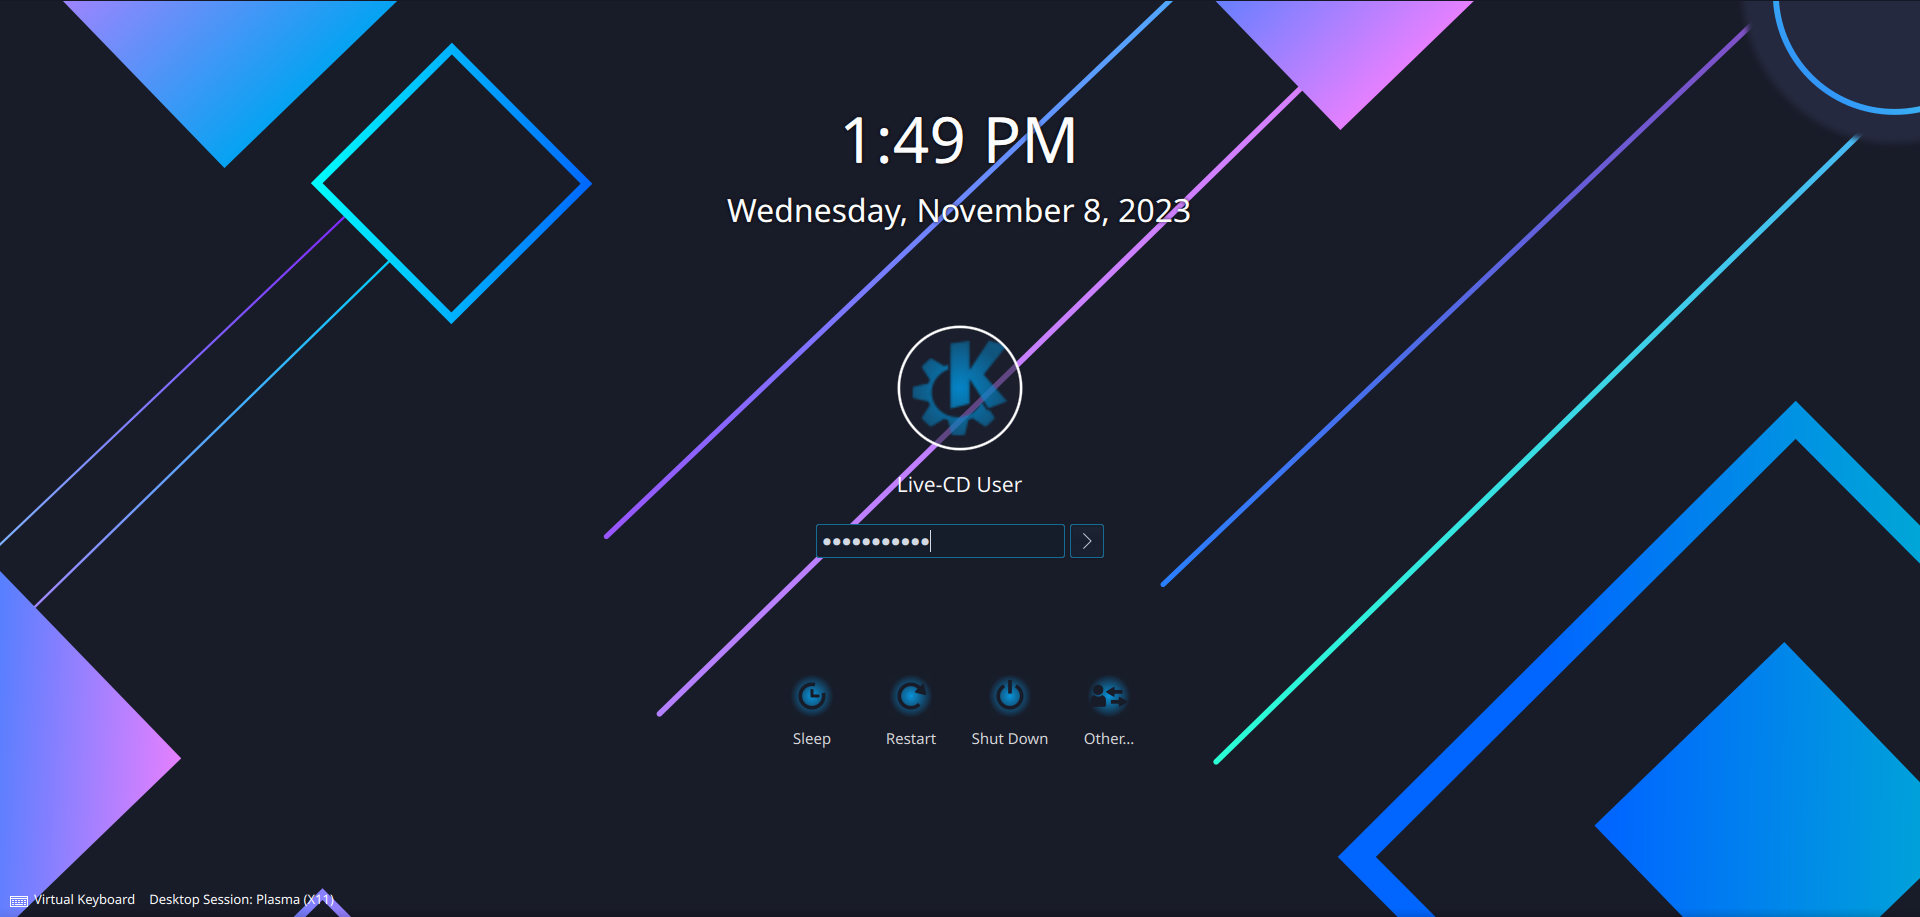 1:49 PM
Wednesday, November 8, 2023
Live-CD User
Sleep
Restart
Shut Down
Other...
Virtual Keyboard
Desktop Session: Plasma (X11)